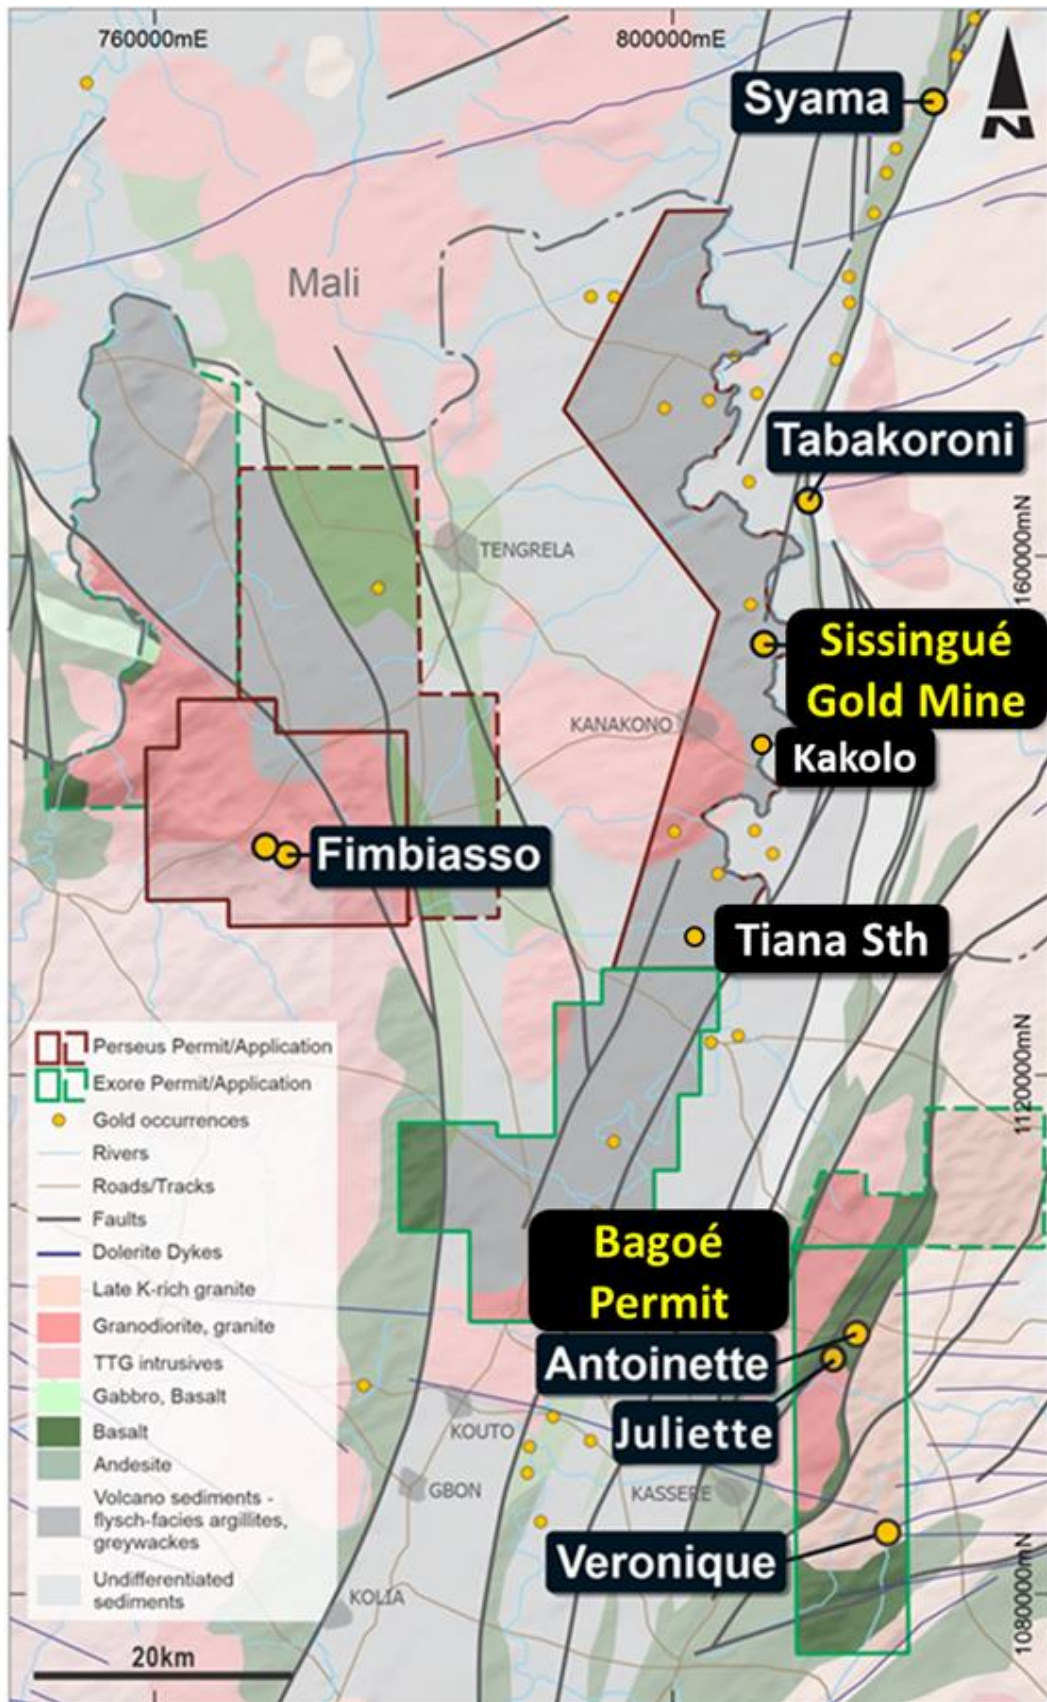 760000mE
800000mE
Syama
N
Mali
Tabakoroni
TENGRELA
1160000mN
Sissingué
Gold Mine
KANAKONO
Kakolo
Fimbiasso
Tiana Sth
Perseus Permit/Application
Exore Permit/Application
Gold occurrences
Rivers
Roads/Tracks
Faults
Dolerite Dykes
Late K-rich granite
Granodiorite, granite
TTG intrusives
Gabbro, Basalt
Basalt
Andesite
Volcano sediments -
flysch-facies argillites,
greywackes
Undifferentiated
sediments
20km
1120000mN
Bagoé
Permit
Antoinette
Juliette
KOUTO
GBON
KASSERE
Veronique
KOLIA
1080000mN